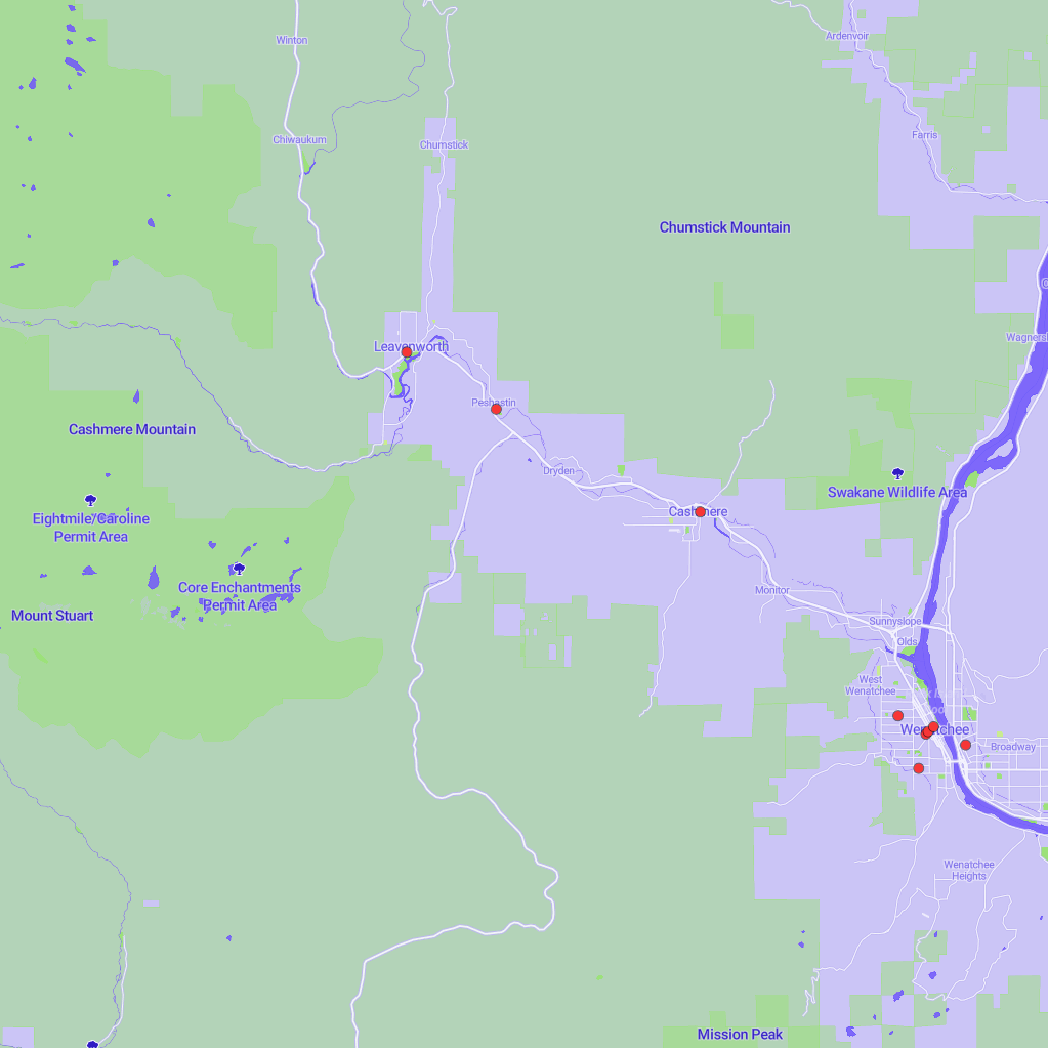 Winton
Ardenvoir
Chiwaukum
Chumstick
Farris
Chumstick Mountain
Leavenworth
Peshastin
Cashmere Mountain
Dryden
Swakane Wildlife Area
Eightmile/Caroline
Permit Area
Cashmere
Core Enchantments
Permit Area
Monitor
Mount Stuart
Sunnyslope
Olds
West
Wenatchee
Wenatchee
Broadway
Wenatchee
Heights
Mission Peak